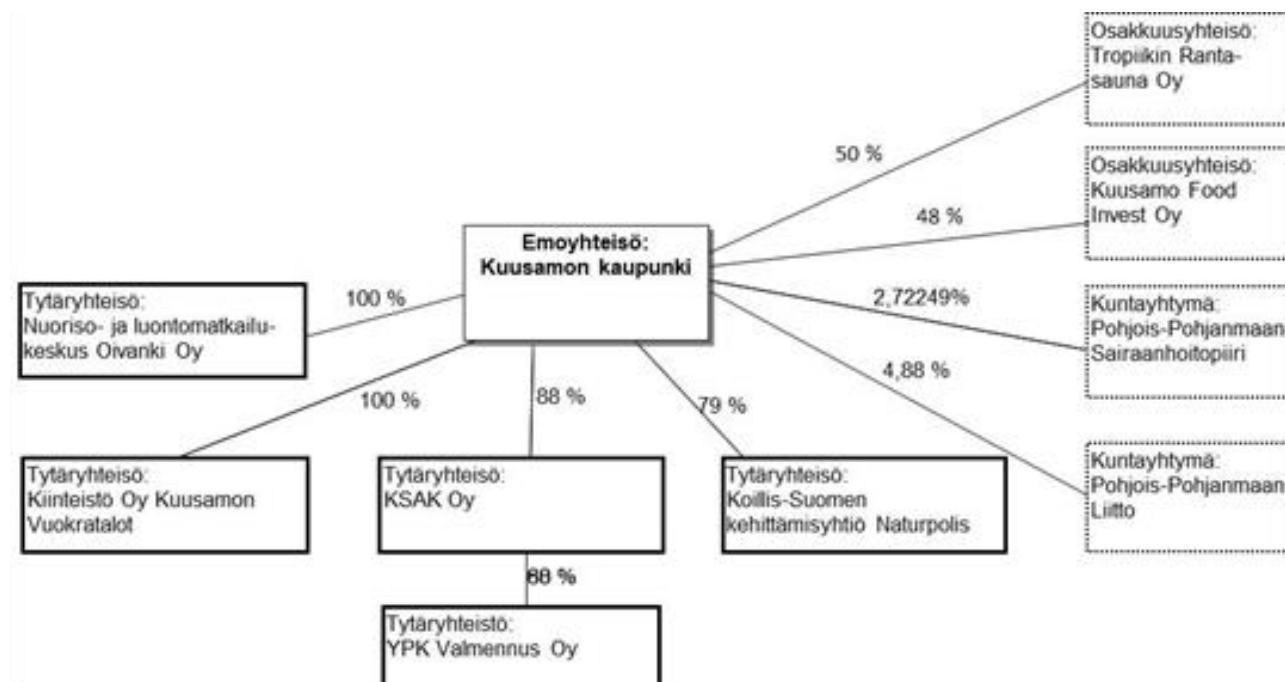 Osakkuusyhteisö:
Tropiikin Ranta-
sauna Oy
50 %
Osakkuusyhteisö:
Kuusamo Food
Invest Oy
48 %
Emoyhteisö:
Kuusamon kaupunki
2,72249%
Kuntayhtymä:
Pohjois-Pohjanmaan
Sairaanhoitopiiri
Tytäryhteisö:
Nuoriso- ja luontomatkailu-
keskus Oivanki Oy
100 %
4,88 %
100 %
88 %
79 %
Kuntayhtymä:
Pohjois-Pohjanmaan
Liitto
Tytäryhteisö:
Kiinteistö Oy Kuusamon
Vuokratalot
Tytäryhteisö:
KSAK Oy
Tytäryhteisö:
Koillis-Suomen
kehittämisyhtiö Naturpolis
88 %
Tytäryhteistö:
YPK Valmennus Oy